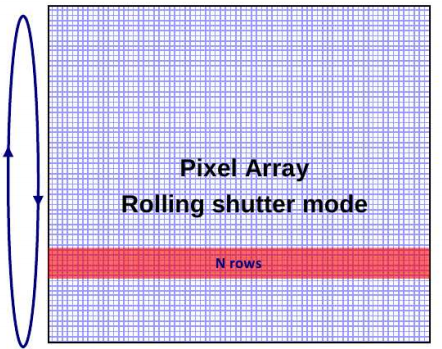 Pixel Array
Rolling shutter mode
N rows